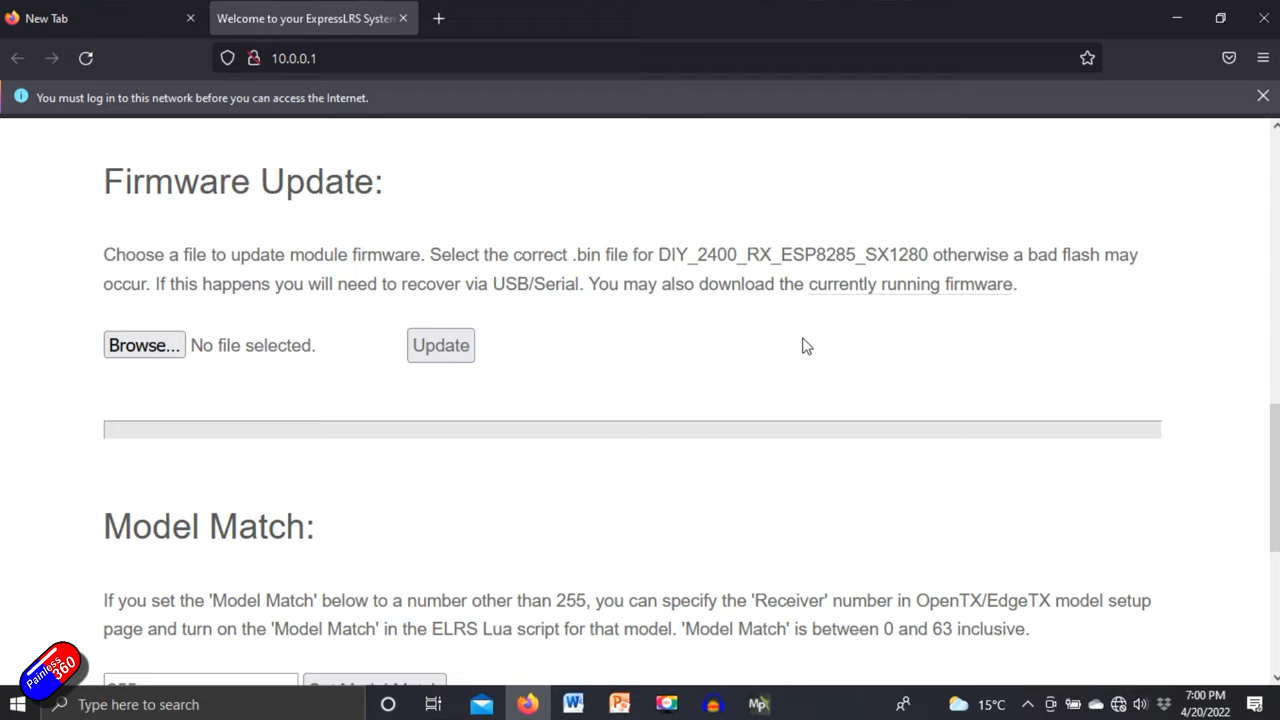 New Tab
Welcome to your ExpressLRS System
10.0.0.1
You must log in to this network before you can access the Internet.
Firmware Update:
Choose a file to update module firmware. Select the correct .bin file for DIY_2400_RX_ESP8285_SX1280 otherwise a bad flash may
occur. If this happens you will need to recover via USB/Serial. You may also download the currently running firmware.
Browse... No file selected. Update
Model Match:
If you set the 'Model Match' below to a number other than 255, you can specify the 'Receiver' number in OpenTX/EdgeTX model setup
page and turn on the 'Model Match' in the ELRS Lua script for that model. 'Model Match' is between 0 and 63 inclusive.
Painless360
Type here to search
15°C
7:00 PM
4/20/2022